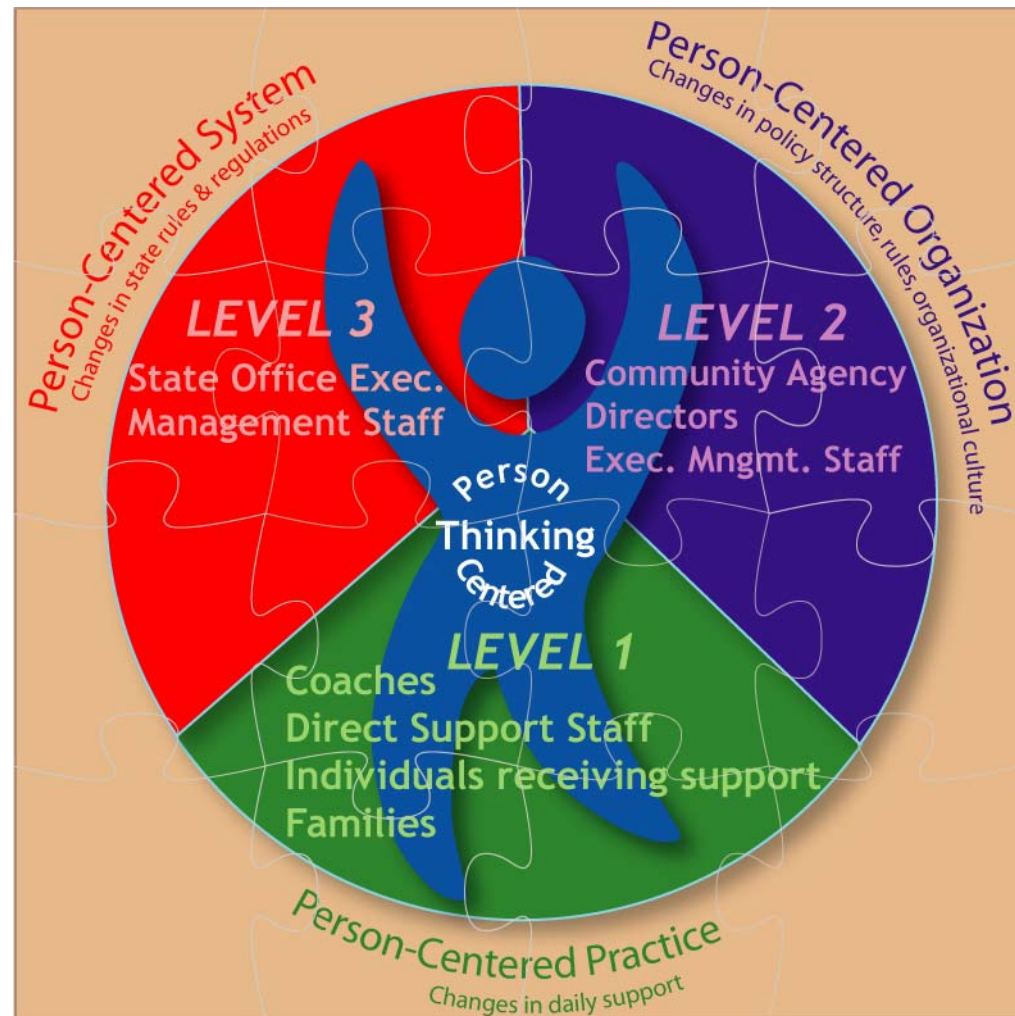 Person-Centered System
Changes in state rules & regulations
Person-Centered Organization
Changes in policy structure, rules, organizational culture
LEVEL 3
State Office Exec.
Management Staff
LEVEL 2
Community Agency
Directors
Exec. Mngmt. Staff
Person
Thinking
Centered
LEVEL 1
Coaches
Direct Support Staff
Individuals receiving support
Families
Person-Centered Practice
Changes in daily support